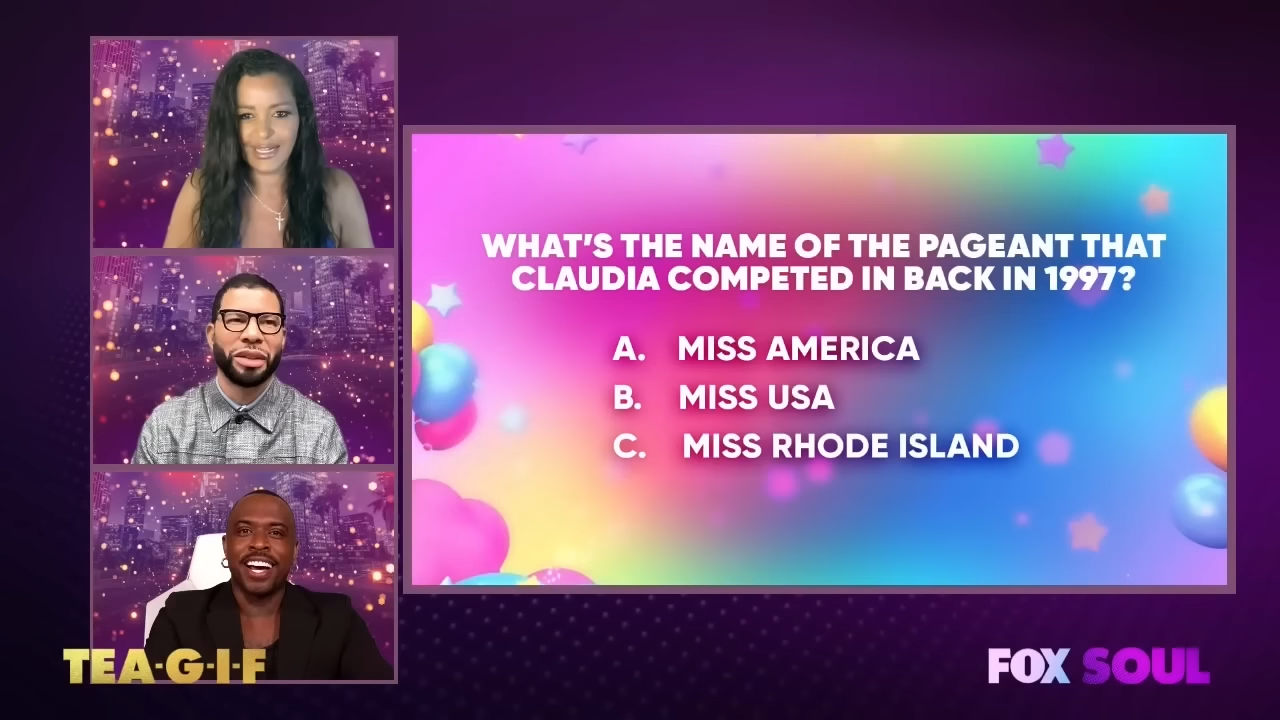 WHAT'S THE NAME OF THE PAGEANT THAT
CLAUDIA COMPETED IN BACK IN 1997?
A. MISS AMERICA
B. MISS USA
C. MISS RHODE ISLAND
TEA-G-I-F
FOX SOUL